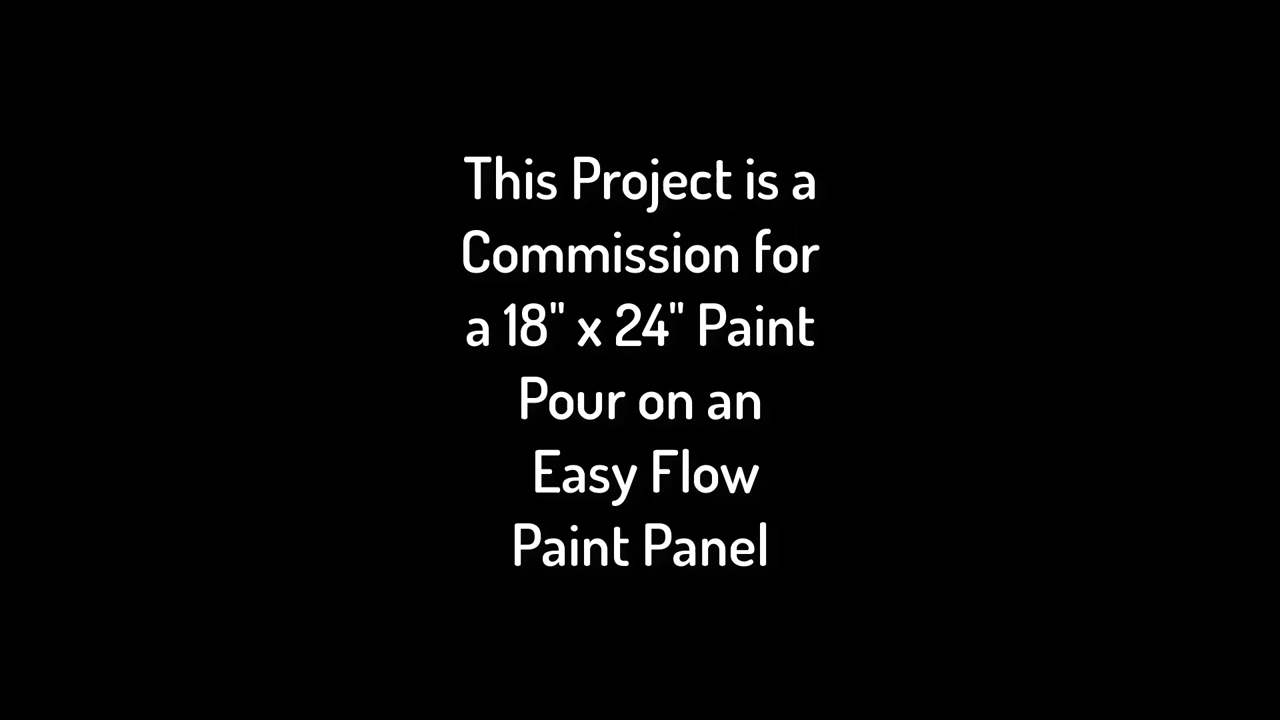 This Project is a
Commission for
a 18" x 24" Paint
Pour on an
Easy Flow
Paint Panel